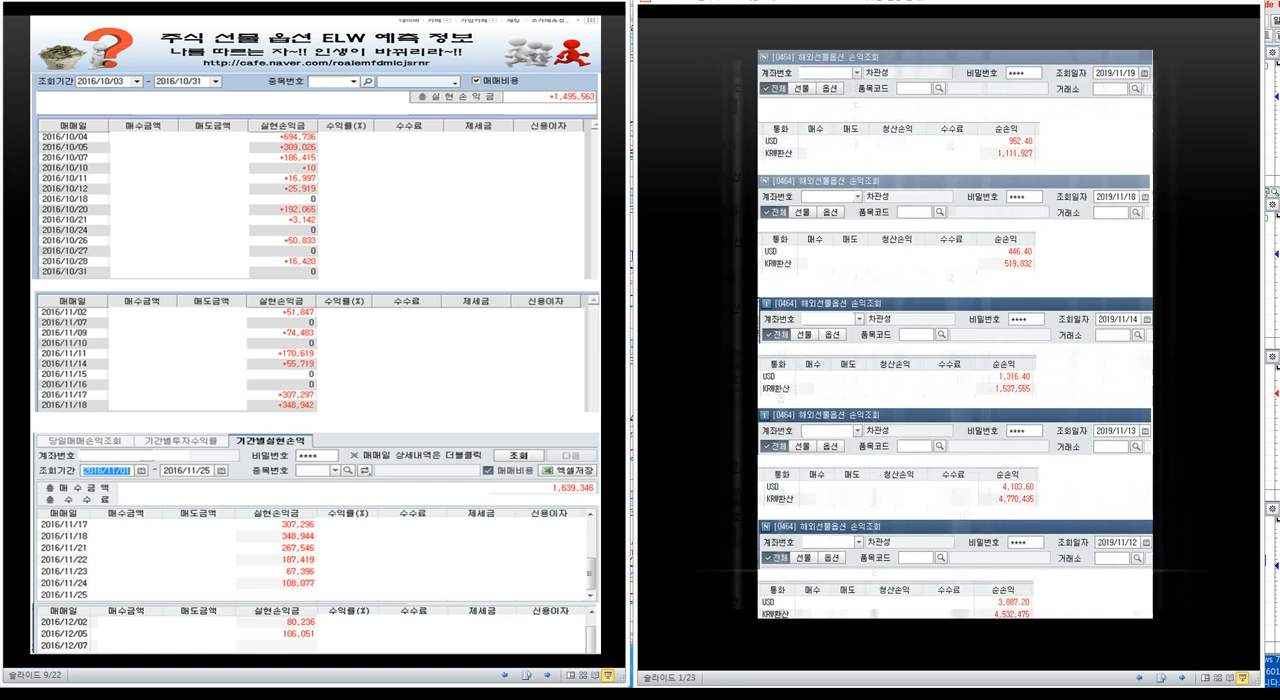 주식 선물 옵션 ELW 예측 정보
나를 따르는 자~!! 인생이 바뀌리라~!!
http://cafe.naver.com/roalemfdmlcjsrnr
조회기간 2016/10/03 - 2016/10/31 종목번호 매매비용
총 실 현 손 익 금 +1,495,563
매매일 매수금액 매도금액 실현손익금 수익률(%) 수수료 제세금 신용이자
2016/10/04 +694,736
2016/10/05 +309,026
2016/10/07 +186,415
2016/10/10 +10
2016/10/11 +16,997
2016/10/12 +25,919
2016/10/18 0
2016/10/20 +192,065
2016/10/21 +3,142
2016/10/24 0
2016/10/26 +50,833
2016/10/27 0
2016/10/28 +16,420
2016/10/31 0
매매일 매수금액 매도금액 실현손익금 수익률(%) 수수료 제세금 신용이자
2016/11/02 +51,847
2016/11/07 0
2016/11/09 +74,483
2016/11/10 0
2016/11/11 +170,619
2016/11/14 +55,719
2016/11/15 0
2016/11/16 0
2016/11/17 +307,297
2016/11/18 +348,942
당일매매손익조회 기간별투자수익률 기간별실현손익
계좌번호 비밀번호 **** ※ 매매일 상세내역은 더블클릭 조회 다음
조회기간 2016/11/01 - 2016/11/25 종목번호 매매비용 엑셀저장
총 매 수 금 액 1,639,346
총 수 수 료
매매일 매수금액 매도금액 실현손익금 수익률(%) 수수료 제세금 신용이자
2016/11/17 307,296
2016/11/18 348,944
2016/11/21 267,546
2016/11/22 187,419
2016/11/23 67,396
2016/11/24 108,077
2016/11/25
매매일 매수금액 매도금액 실현손익금 수익률(%) 수수료 제세금 신용이자
2016/12/02 80,236
2016/12/05 106,051
2016/12/07
슬라이드 9/22
[0464] 해외선물옵션 손익조회
계좌번호 차관성 비밀번호 **** 조회일자 2019/11/19
전체 선물 옵션 품목코드 거래소
통화 매수 매도 청산손익 수수료 순손익
USD 952.40
KRW환산 1,111,927
[0464] 해외선물옵션 손익조회
계좌번호 차관성 비밀번호 **** 조회일자 2019/11/18
전체 선물 옵션 품목코드 거래소
통화 매수 매도 청산손익 수수료 순손익
USD 446.40
KRW환산 519,832
[0464] 해외선물옵션 손익조회
계좌번호 차관성 비밀번호 **** 조회일자 2019/11/14
전체 선물 옵션 품목코드 거래소
통화 매수 매도 청산손익 수수료 순손익
USD 1,316.40
KRW환산 1,537,555
[0464] 해외선물옵션 손익조회
계좌번호 차관성 비밀번호 **** 조회일자 2019/11/13
전체 선물 옵션 품목코드 거래소
통화 매수 매도 청산손익 수수료 순손익
USD 4,103.60
KRW환산 4,770,435
[0464] 해외선물옵션 손익조회
계좌번호 차관성 비밀번호 **** 조회일자 2019/11/12
전체 선물 옵션 품목코드 거래소
통화 매수 매도 청산손익 수수료 순손익
USD 3,887.20
KRW환산 4,532,475
슬라이드 1/23